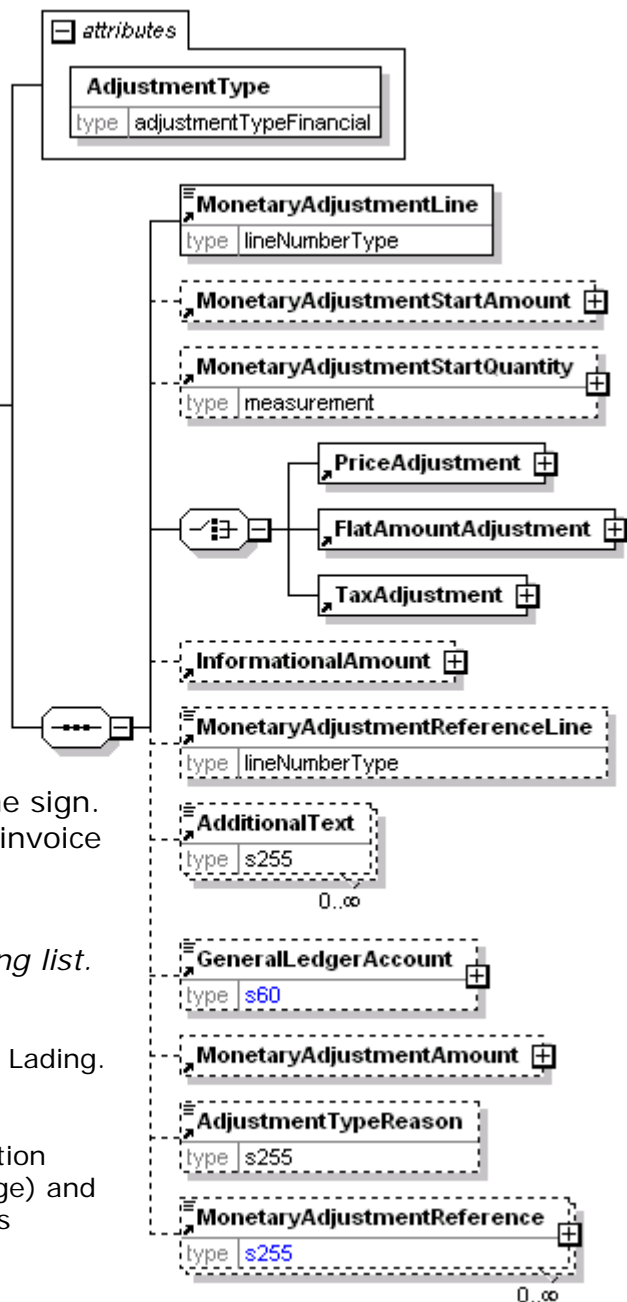 attributes
AdjustmentType
type adjustmentTypeFinancial
MonetaryAdjustmentLine
type lineNumberType
MonetaryAdjustmentStartAmount
MonetaryAdjustmentStartQuantity
type measurement
PriceAdjustment
FlatAmountAdjustment
TaxAdjustment
InformationalAmount
MonetaryAdjustmentReferenceLine
type lineNumberType
ne sign.
invoice
AdditionalText
type s255
0..∞
ng list.
GeneralLedgerAccount
type s60
Lading.
MonetaryAdjustmentAmount
AdjustmentTypeReason
type s255
tion
ge) and
s
MonetaryAdjustmentReference
type s255
0..∞